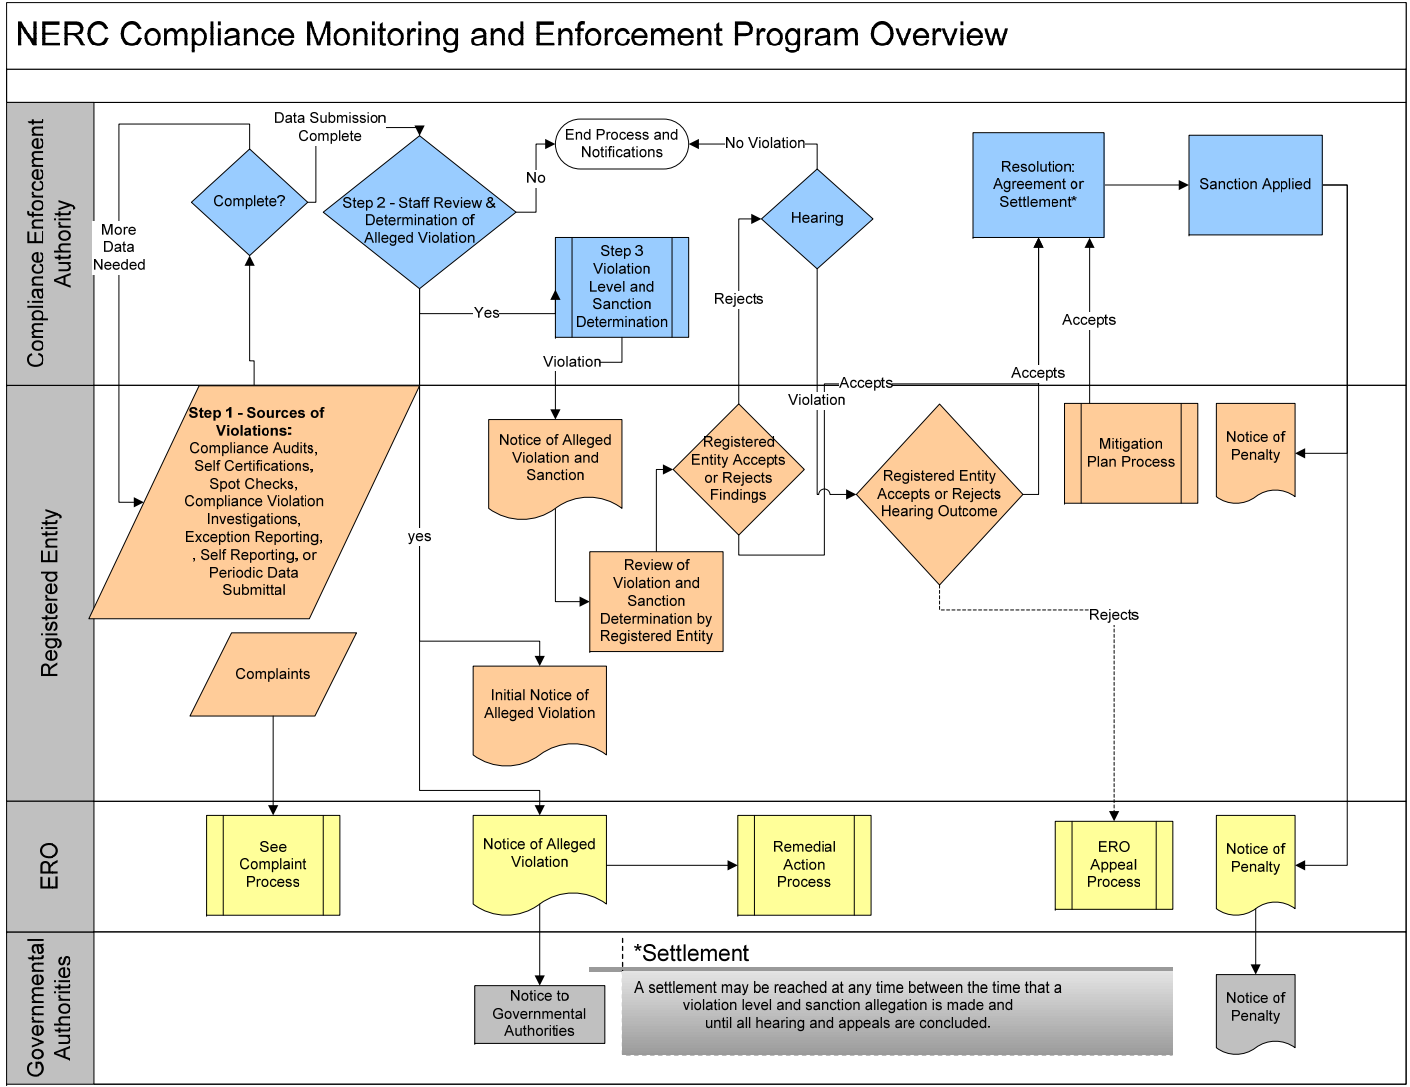 NERC Compliance Monitoring and Enforcement Program Overview
Compliance Enforcement
Authority
More
Data
Needed
Complete?
Data Submission
Complete
Step 2 - Staff Review &
Determination of
Alleged Violation
No
Yes
End Process and
Notifications
Step 3
Violation
Level and
Sanction
Determination
Violation
No Violation
Hearing
Rejects
Resolution:
Agreement or
Settlement*
Sanction Applied
Accepts
Accepts
Accepts
Violation
Registered Entity
Step 1 - Sources of
Violations:
Compliance Audits,
Self Certifications,
Spot Checks,
Compliance Violation
Investigations,
Exception Reporting,
, Self Reporting, or
Periodic Data
Submittal
yes
Notice of Alleged
Violation and
Sanction
Review of
Violation and
Sanction
Determination by
Registered Entity
Registered
Entity Accepts
or Rejects
Findings
Registered Entity
Accepts or Rejects
Hearing Outcome
Mitigation
Plan Process
Notice of
Penalty
Rejects
Complaints
Initial Notice of
Alleged Violation
ERO
See
Complaint
Process
Notice of Alleged
Violation
Remedial
Action
Process
ERO
Appeal
Process
Notice of
Penalty
Governmental
Authorities
Notice to
Governmental
Authorities
*Settlement
A settlement may be reached at any time between the time that a
violation level and sanction allegation is made and
until all hearing and appeals are concluded.
Notice of
Penalty